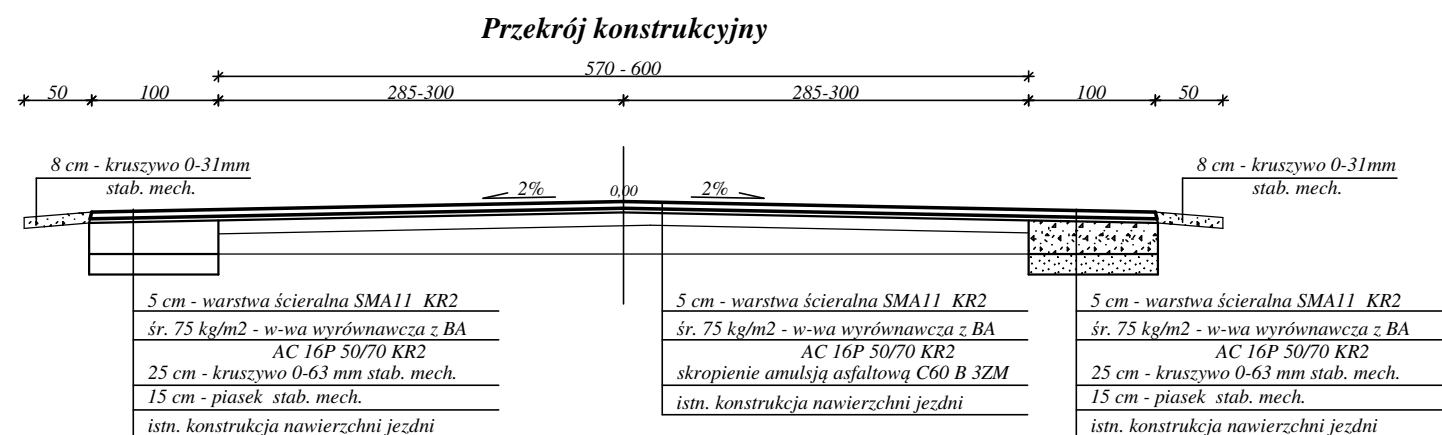 Przekrój konstrukcyjny
570 - 600
50 100 285-300 285-300 100 50
8 cm - kruszywo 0-31mm
stab. mech.
8 cm - kruszywo 0-31mm
stab. mech.
2% 0,00 2%
5 cm - warstwa ścieralna SMA11 KR2
śr. 75 kg/m2 - w-wa wyrównawcza z BA
AC 16P 50/70 KR2
25 cm - kruszywo 0-63 mm stab. mech.
15 cm - piasek stab. mech.
istn. konstrukcja nawierzchni jezdni
5 cm - warstwa ścieralna SMA11 KR2
śr. 75 kg/m2 - w-wa wyrównawcza z BA
AC 16P 50/70 KR2
skropienie amulsją asfaltową C60 B 3ZM
istn. konstrukcja nawierzchni jezdni
5 cm - warstwa ścieralna SMA11 KR2
śr. 75 kg/m2 - w-wa wyrównawcza z BA
AC 16P 50/70 KR2
25 cm - kruszywo 0-63 mm stab. mech.
15 cm - piasek stab. mech.
istn. konstrukcja nawierzchni jezdni